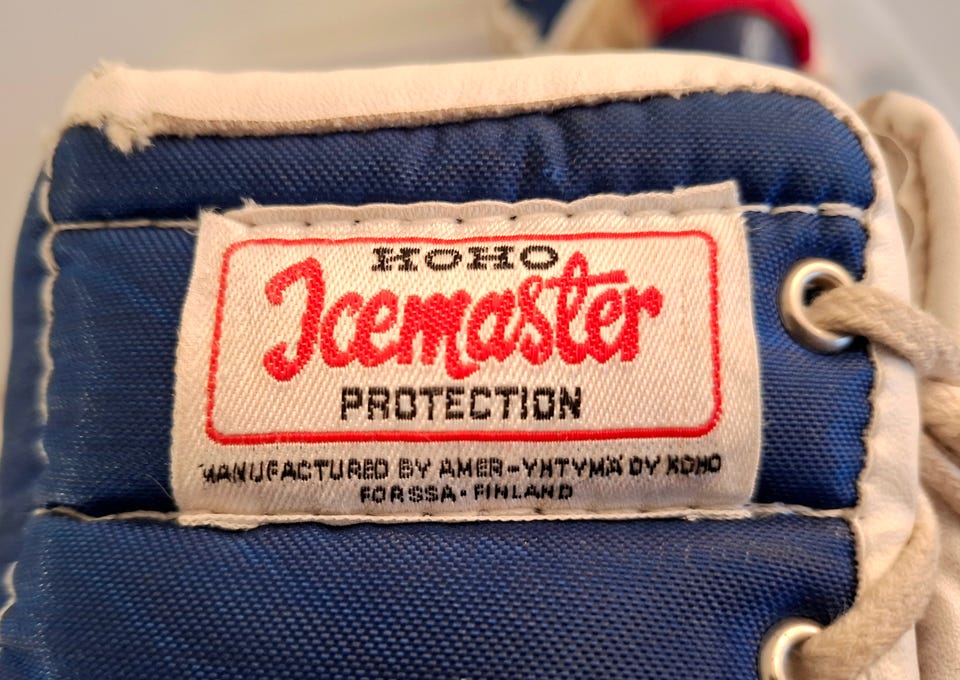 KOHO
Icemaster
PROTECTION
MANUFACTURED BY AMER-YHTYMÄ OY KOHO
FORSSA-FINLAND